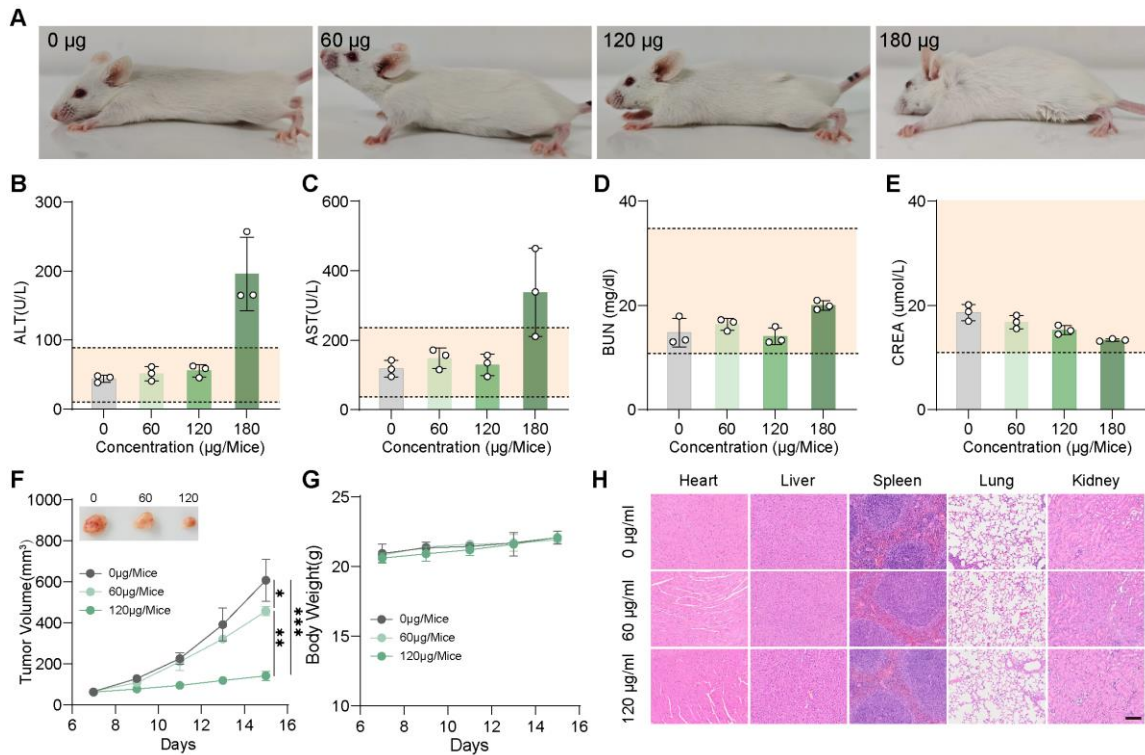 A
0 µg
60 µg
120 µg
180 µg
B
300
200
100
50
0
ALT(U/L)
0 60 120 180
Concentration (µg/Mice)
C
600
400
200
0
AST(U/L)
0 60 120 180
Concentration (µg/Mice)
D
40
20
0
BUN (mg/dl)
0 60 120 180
Concentration (µg/Mice)
E
40
20
0
CREA (umol/L)
0 60 120 180
Concentration (µg/Mice)
F
1000
800
600
400
200
0
Tumor Volume(mm³)
0 60 120
0µg/Mice
60µg/Mice
120µg/Mice
*
**
***
6 8 10 12 14 16
Days
G
25
20
15
10
Body Weight(g)
0µg/Mice
60µg/Mice
120µg/Mice
6 8 10 12 14 16
Days
H
Heart Liver Spleen Lung Kidney
0 µg/ml
60 µg/ml
120 µg/ml